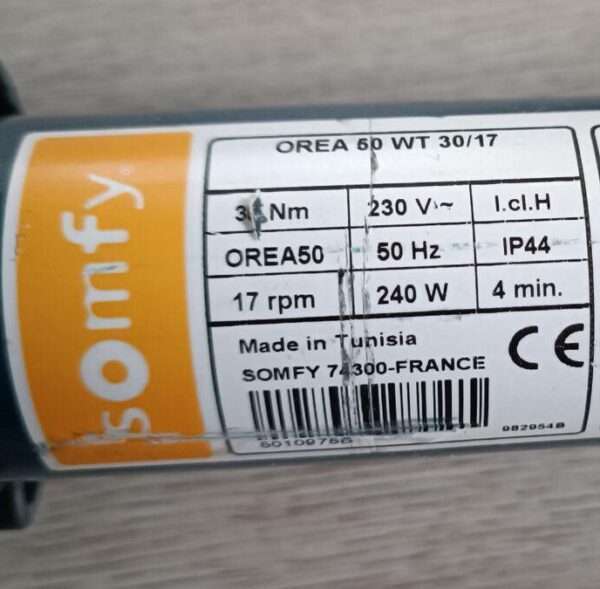 somfy
OREA 50 WT 30/17
Nm 230 V~ I.cl.H
OREA50 50 Hz IP44
17 rpm 240 W 4 min.
Made in Tunisia
SOMFY 74300-FRANCE
CE
982954B